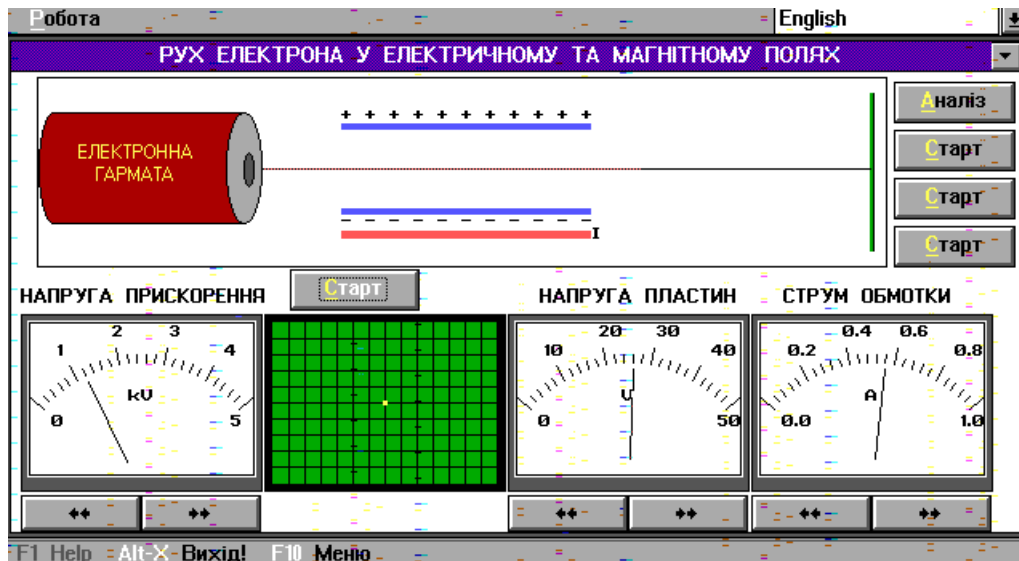 Робота English
РУХ ЕЛЕКТРОНА У ЕЛЕКТРИЧНОМУ ТА МАГНІТНОМУ ПОЛЯХ
+ + + + + + + + + + +
ЕЛЕКТРОННА
ГАРМАТА
- - - - - - - - - - -
I
Аналіз
Старт
Старт
Старт
Старт
НАПРУГА ПРИСКОРЕННЯ
НАПРУГА ПЛАСТИН
СТРУМ ОБМОТКИ
0 1 2 3 4 5
kV
0 10 20 30 40 50
V
0.0 0.2 0.4 0.6 0.8 1.0
A
F1 Help Alt-X Вихід! F10 Меню